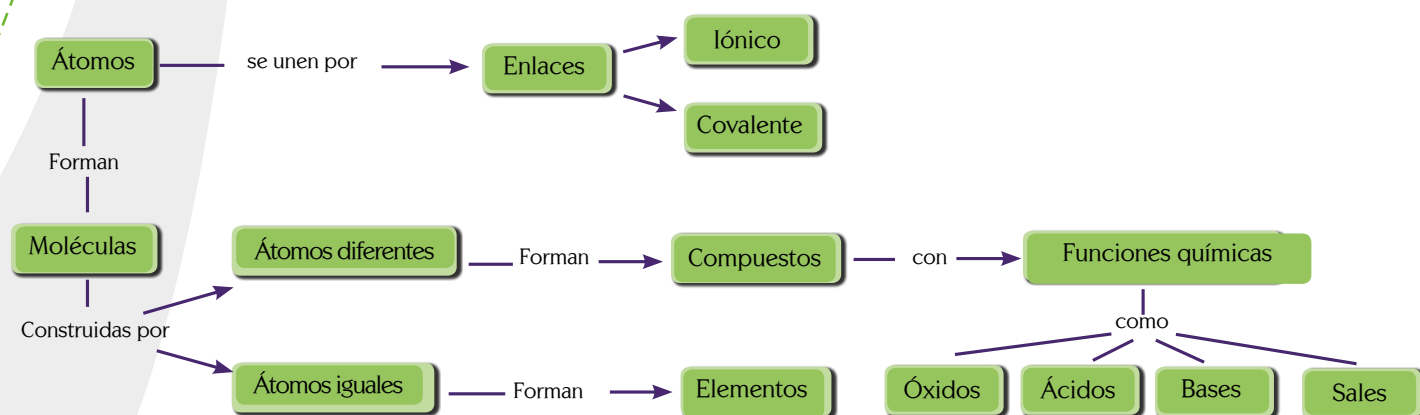 Átomos
se unen por
Enlaces
Iónico
Covalente
Forman
Moléculas
Construidas por
Átomos diferentes
Forman
Compuestos
con
Funciones químicas
como
Óxidos
Ácidos
Bases
Sales
Átomos iguales
Forman
Elementos